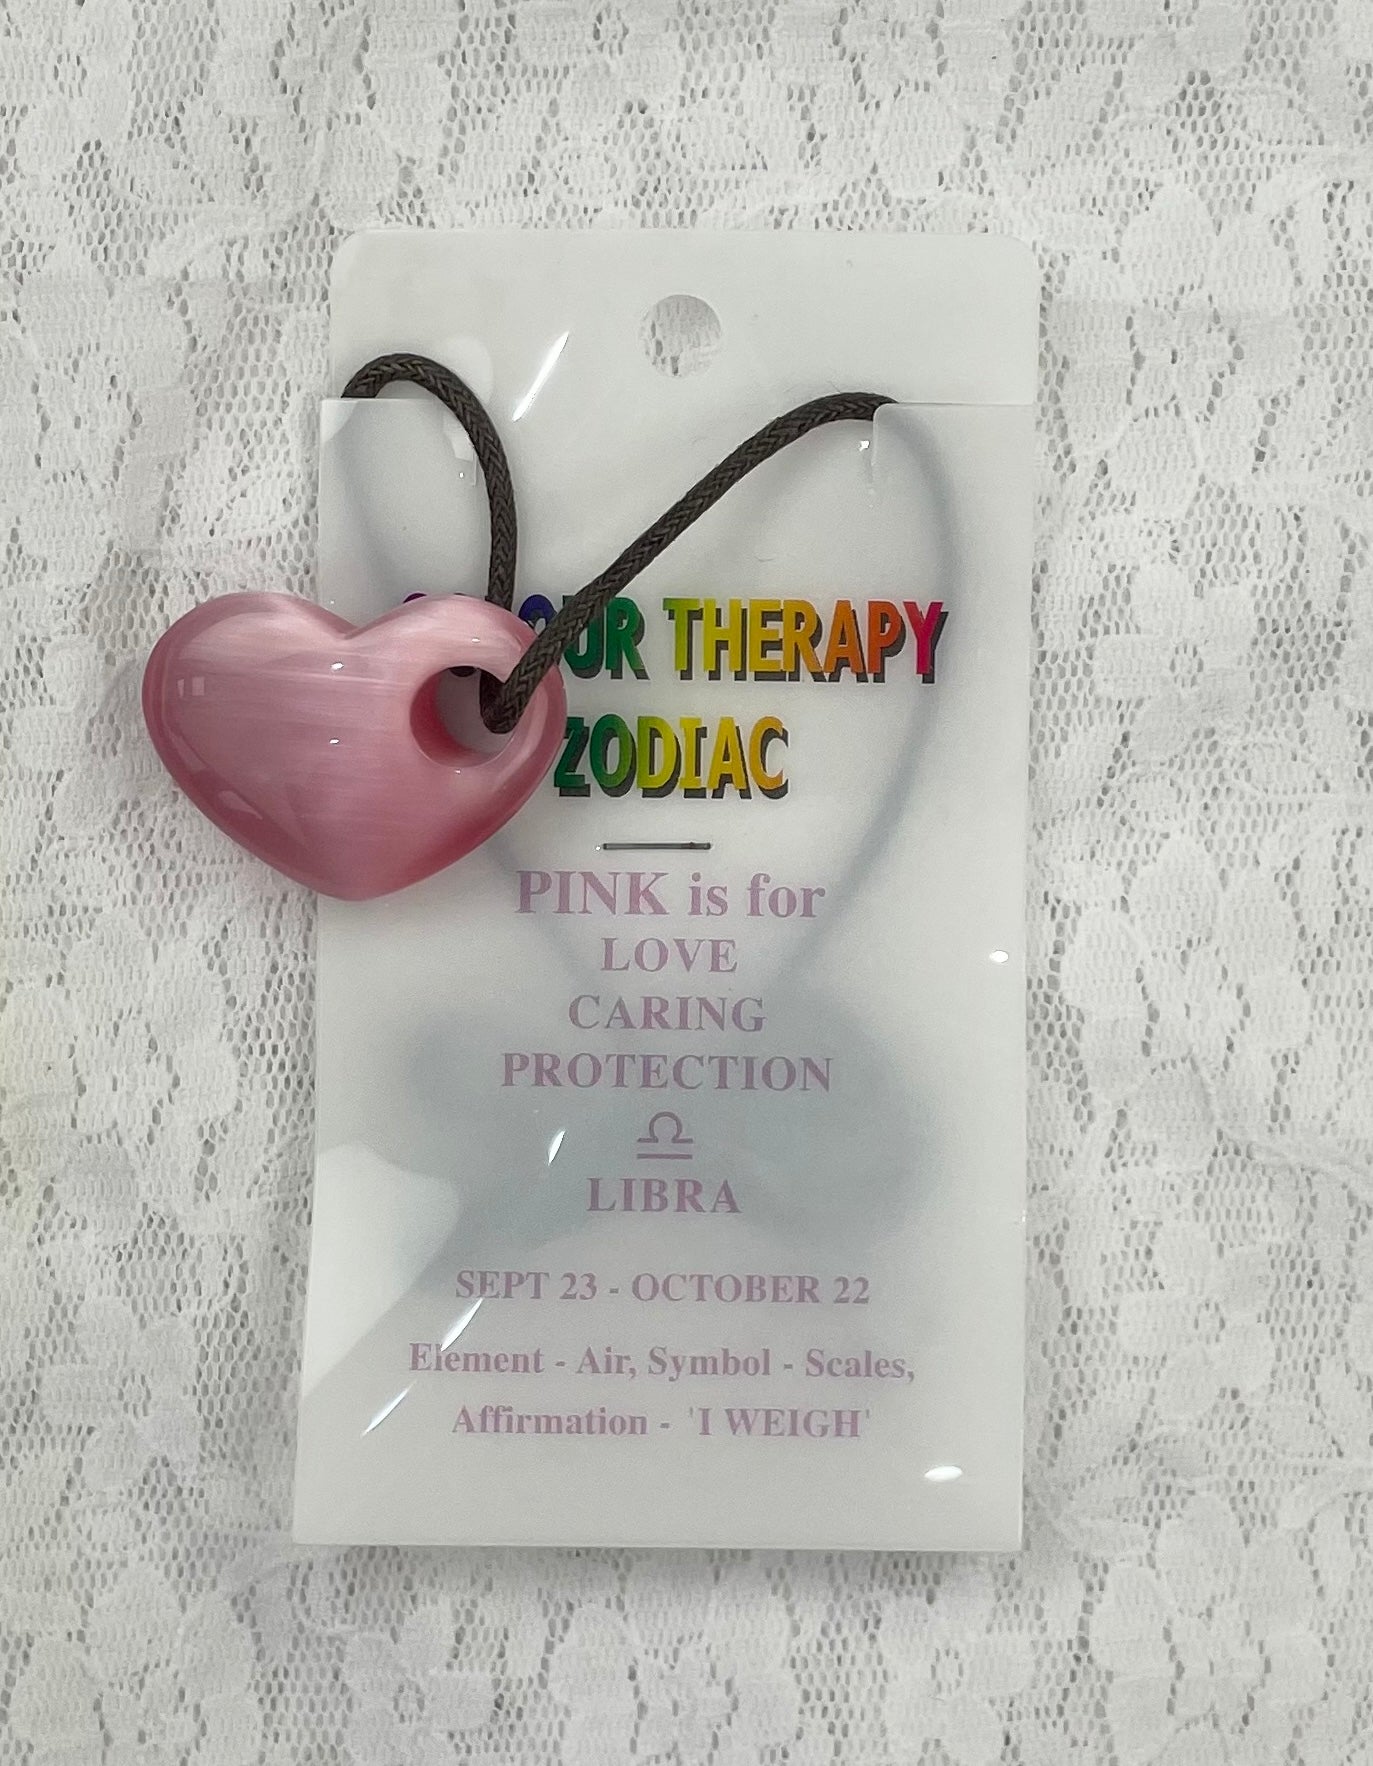 THERAPY
ZODIAC
PINK is for
LOVE
CARING
PROTECTION
♎
LIBRA
SEPT 23 - OCTOBER 22
Element - Air, Symbol - Scales,
Affirmation - 'I WEIGH'